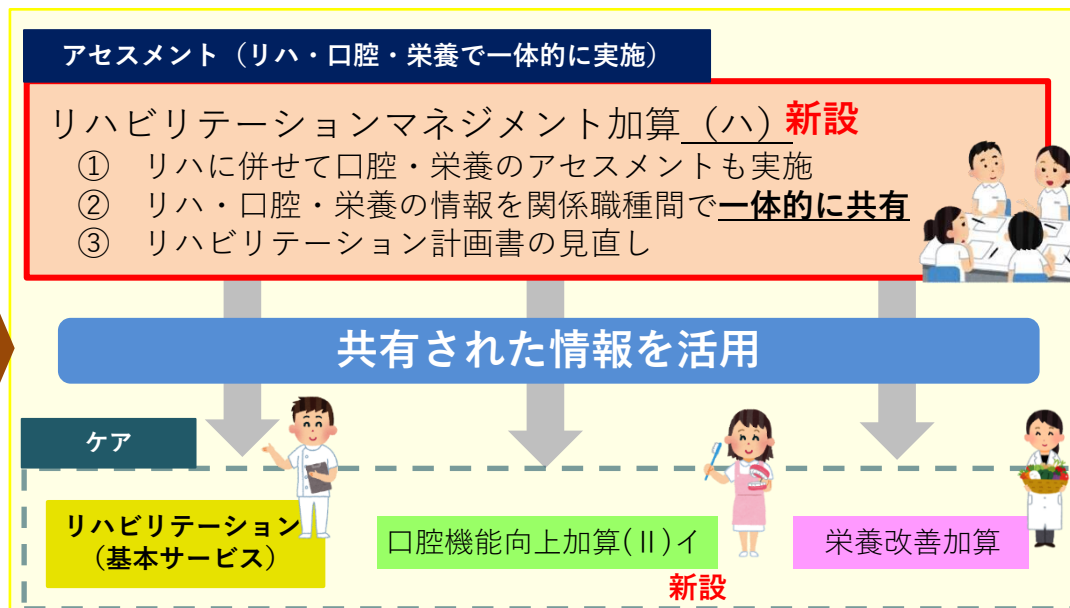 アセスメント（リハ・口腔・栄養で一体的に実施）
リハビリテーションマネジメント加算（ハ）新設
① リハに併せて口腔・栄養のアセスメントも実施
② リハ・口腔・栄養の情報を関係職種間で一体的に共有
③ リハビリテーション計画書の見直し
共有された情報を活用
ケア
リハビリテーション
（基本サービス）
口腔機能向上加算(Ⅱ)イ
新設
栄養改善加算